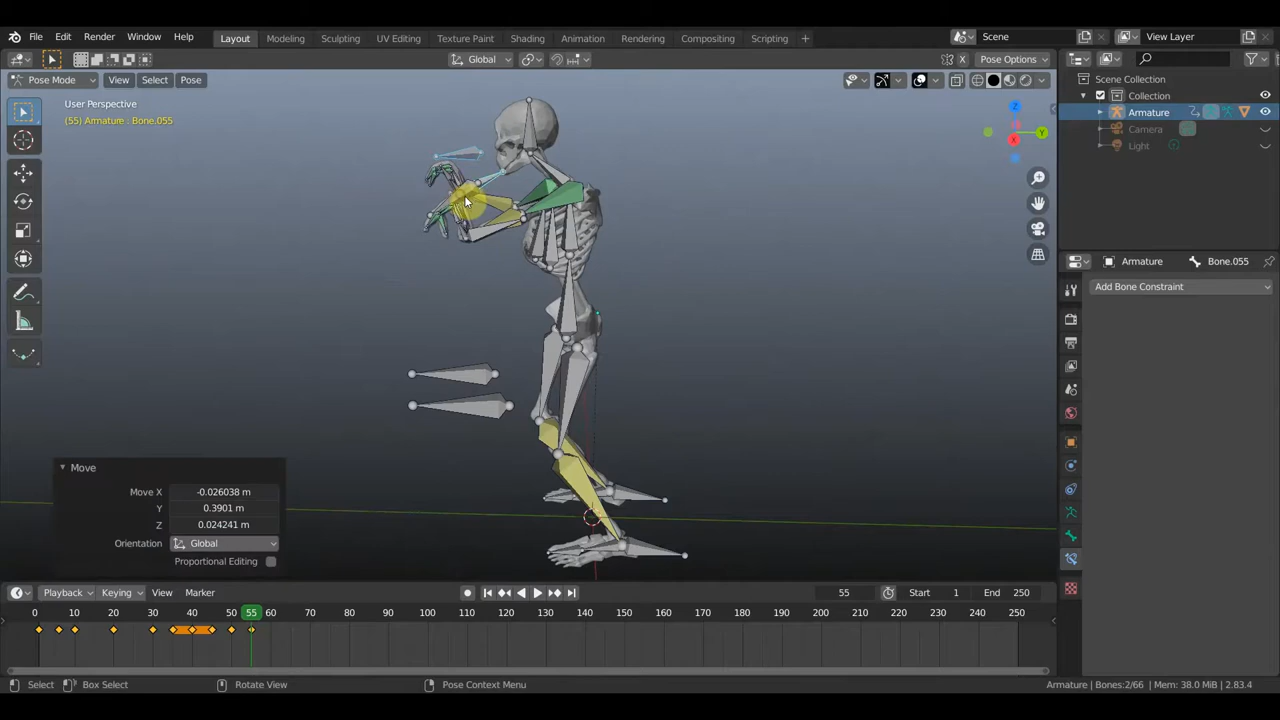 File Edit Render Window Help Layout Modeling Sculpting UV Editing Texture Paint Shading Animation Rendering Compositing Scripting + Scene View Layer
Global X Pose Options
Pose Mode View Select Pose
User Perspective
(55) Armature : Bone.055
Z
Y
X
Scene Collection
Collection
Armature
Camera
Light
Armature Bone.055
Add Bone Constraint
Move
Move X -0.026038 m
Y 0.3901 m
Z 0.024241 m
Orientation Global
Proportional Editing
Playback Keying View Marker 55 Start 1 End 250
0 10 20 30 40 50 55 60 70 80 90 100 110 120 130 140 150 160 170 180 190 200 210 220 230 240 250
Select Box Select Rotate View Pose Context Menu Armature | Bones:2/66 | Mem: 38.0 MiB | 2.83.4